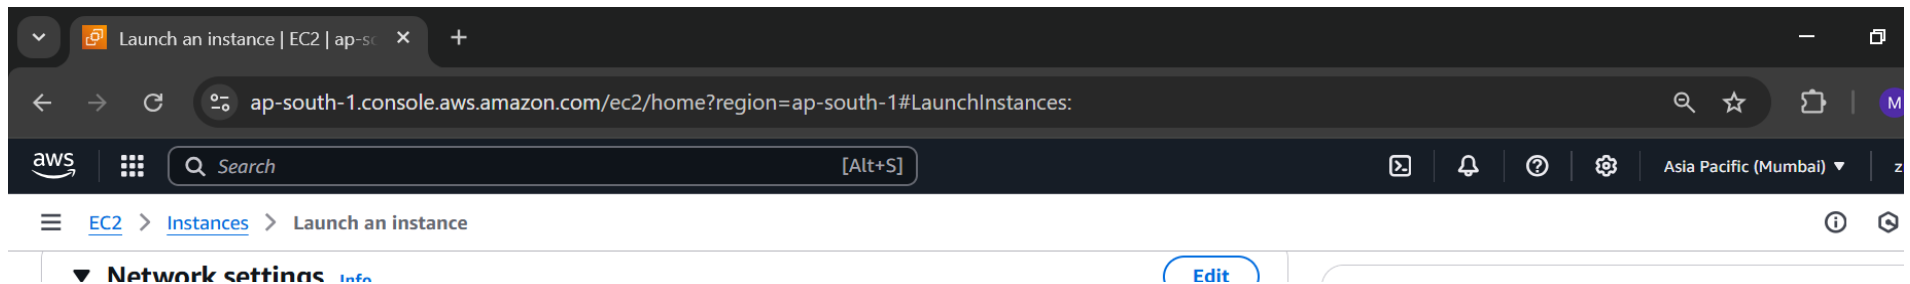 Launch an instance | EC2 | ap-so
ap-south-1.console.aws.amazon.com/ec2/home?region=ap-south-1#LaunchInstances:
M
aws Search [Alt+S] Asia Pacific (Mumbai) z
EC2 > Instances > Launch an instance
Network settings Info Edit